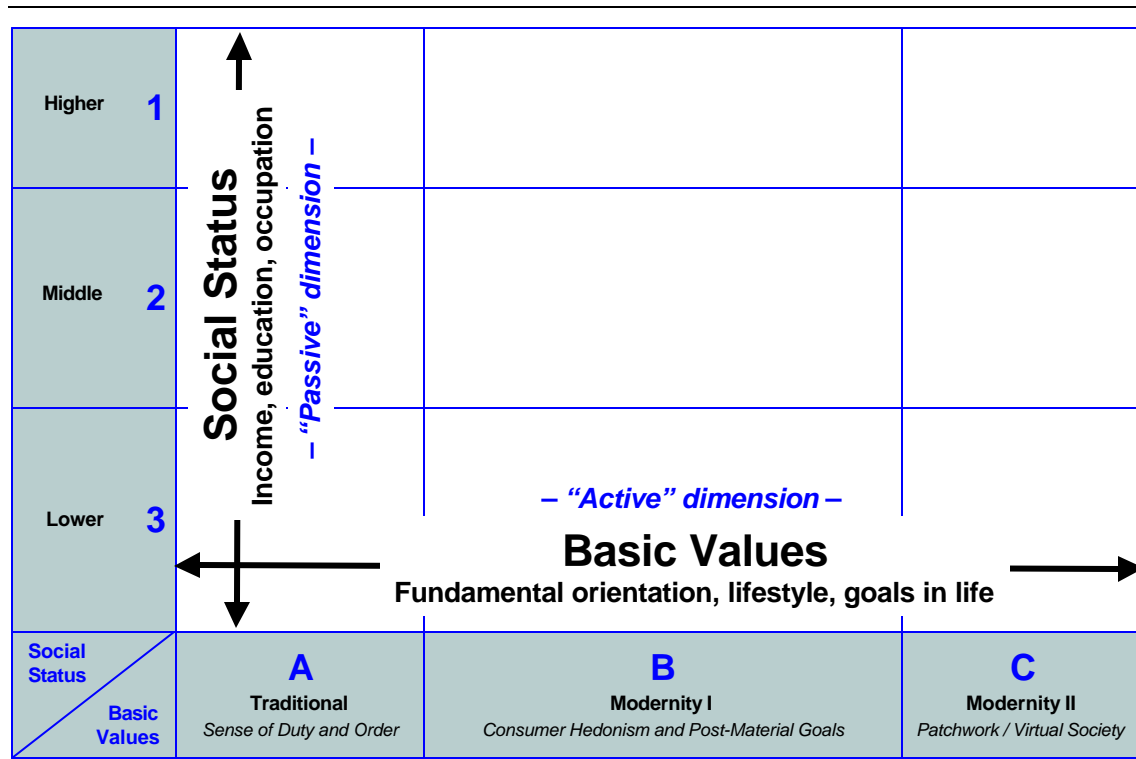 Higher 1
Social Status
Income, education, occupation
– “Passive” dimension –
Middle 2
Lower 3
– “Active” dimension –
Basic Values
Fundamental orientation, lifestyle, goals in life
Social
Status
Basic
Values
A
Traditional
Sense of Duty and Order
B
Modernity I
Consumer Hedonism and Post-Material Goals
C
Modernity II
Patchwork / Virtual Society